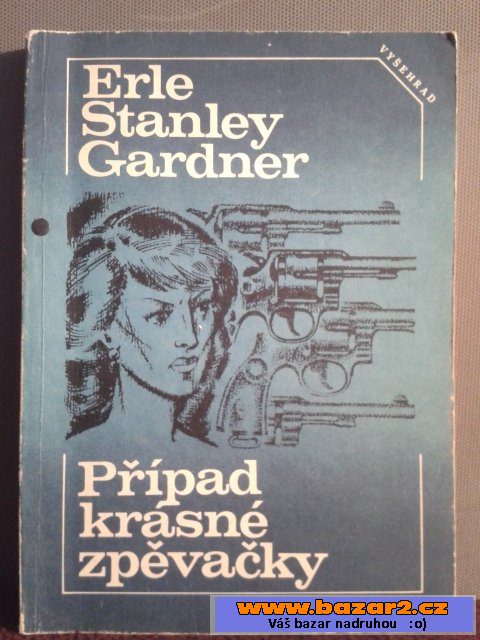 VYŠEHRAD
Erle
Stanley
Gardner
Případ
krásné
zpěvačky
www.bazar2.cz
Váš bazar nadruhou :o)